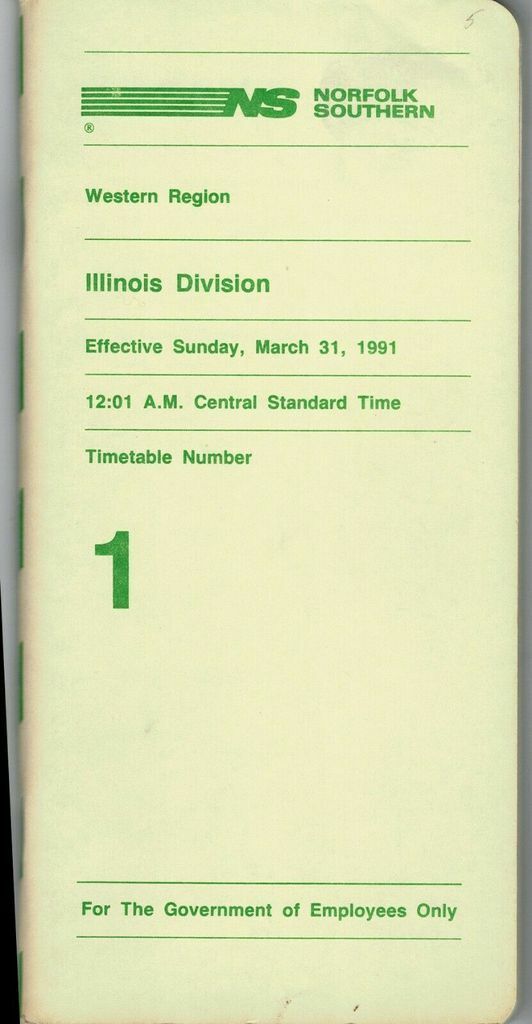 5
NS NORFOLK
SOUTHERN
®
Western Region
Illinois Division
Effective Sunday, March 31, 1991
12:01 A.M. Central Standard Time
Timetable Number
1
For The Government of Employees Only